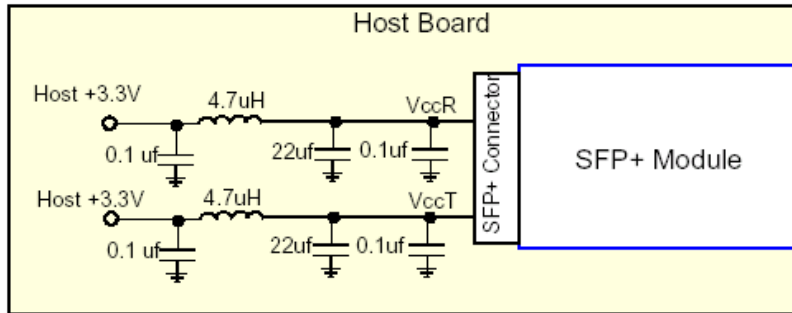 Host Board
Host +3.3V
4.7uH
VccR
0.1 uf
22uf
0.1uf
Host +3.3V
4.7uH
VccT
0.1 uf
22uf
0.1uf
SFP+ Connector
SFP+ Module